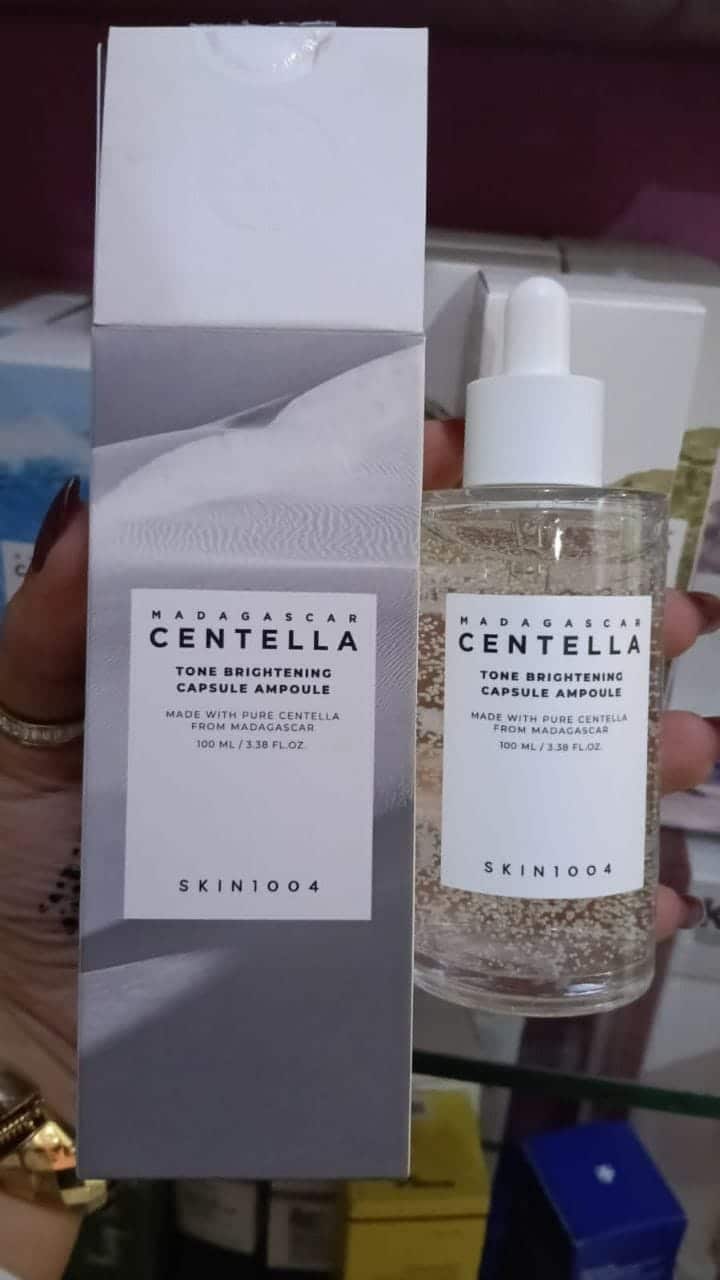 MADAGASCAR
CENTELLA
TONE BRIGHTENING
CAPSULE AMPOULE
MADE WITH PURE CENTELLA
FROM MADAGASCAR
100 ML / 3.38 FL.OZ.
SKIN1004
MADAGASCAR
CENTELLA
TONE BRIGHTENING
CAPSULE AMPOULE
MADE WITH PURE CENTELLA
FROM MADAGASCAR
100 ML / 3.38 FL.OZ.
SKIN1004